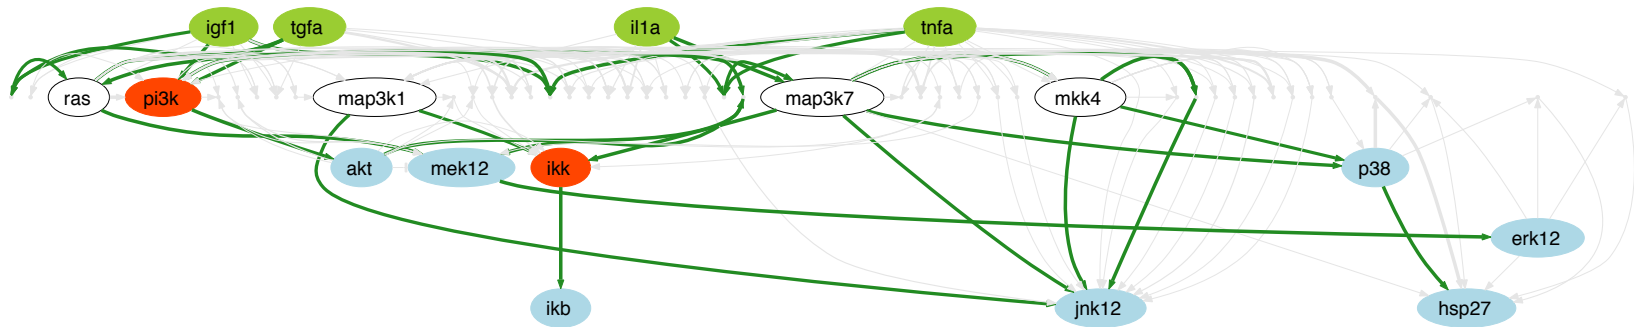 igf1 tgfa il1a tnfa
ras pi3k map3k1 map3k7 mkk4
akt mek12 ikk p38
erk12
ikb jnk12 hsp27